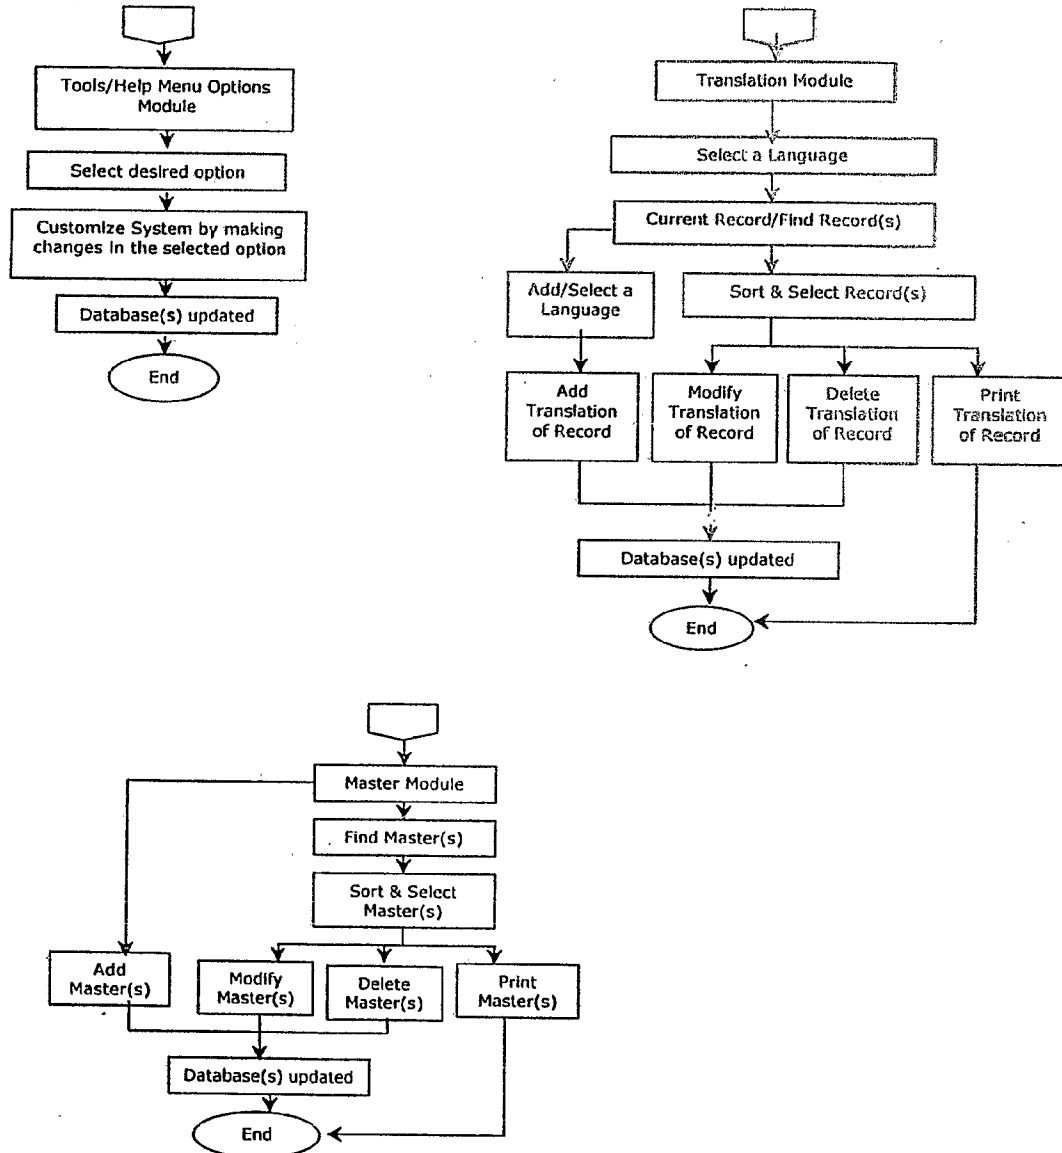 Tools/Help Menu Options
Module
Select desired option
Customize System by making
changes in the selected option
Database(s) updated
End
Translation Module
Select a Language
Current Record/Find Record(s)
Add/Select a
Language
Sort & Select Record(s)
Add
Translation
of Record
Modify
Translation
of Record
Delete
Translation
of Record
Print
Translation
of Record
Database(s) updated
End
Master Module
Find Master(s)
Sort & Select
Master(s)
Add
Master(s)
Modify
Master(s)
Delete
Master(s)
Print
Master(s)
Database(s) updated
End